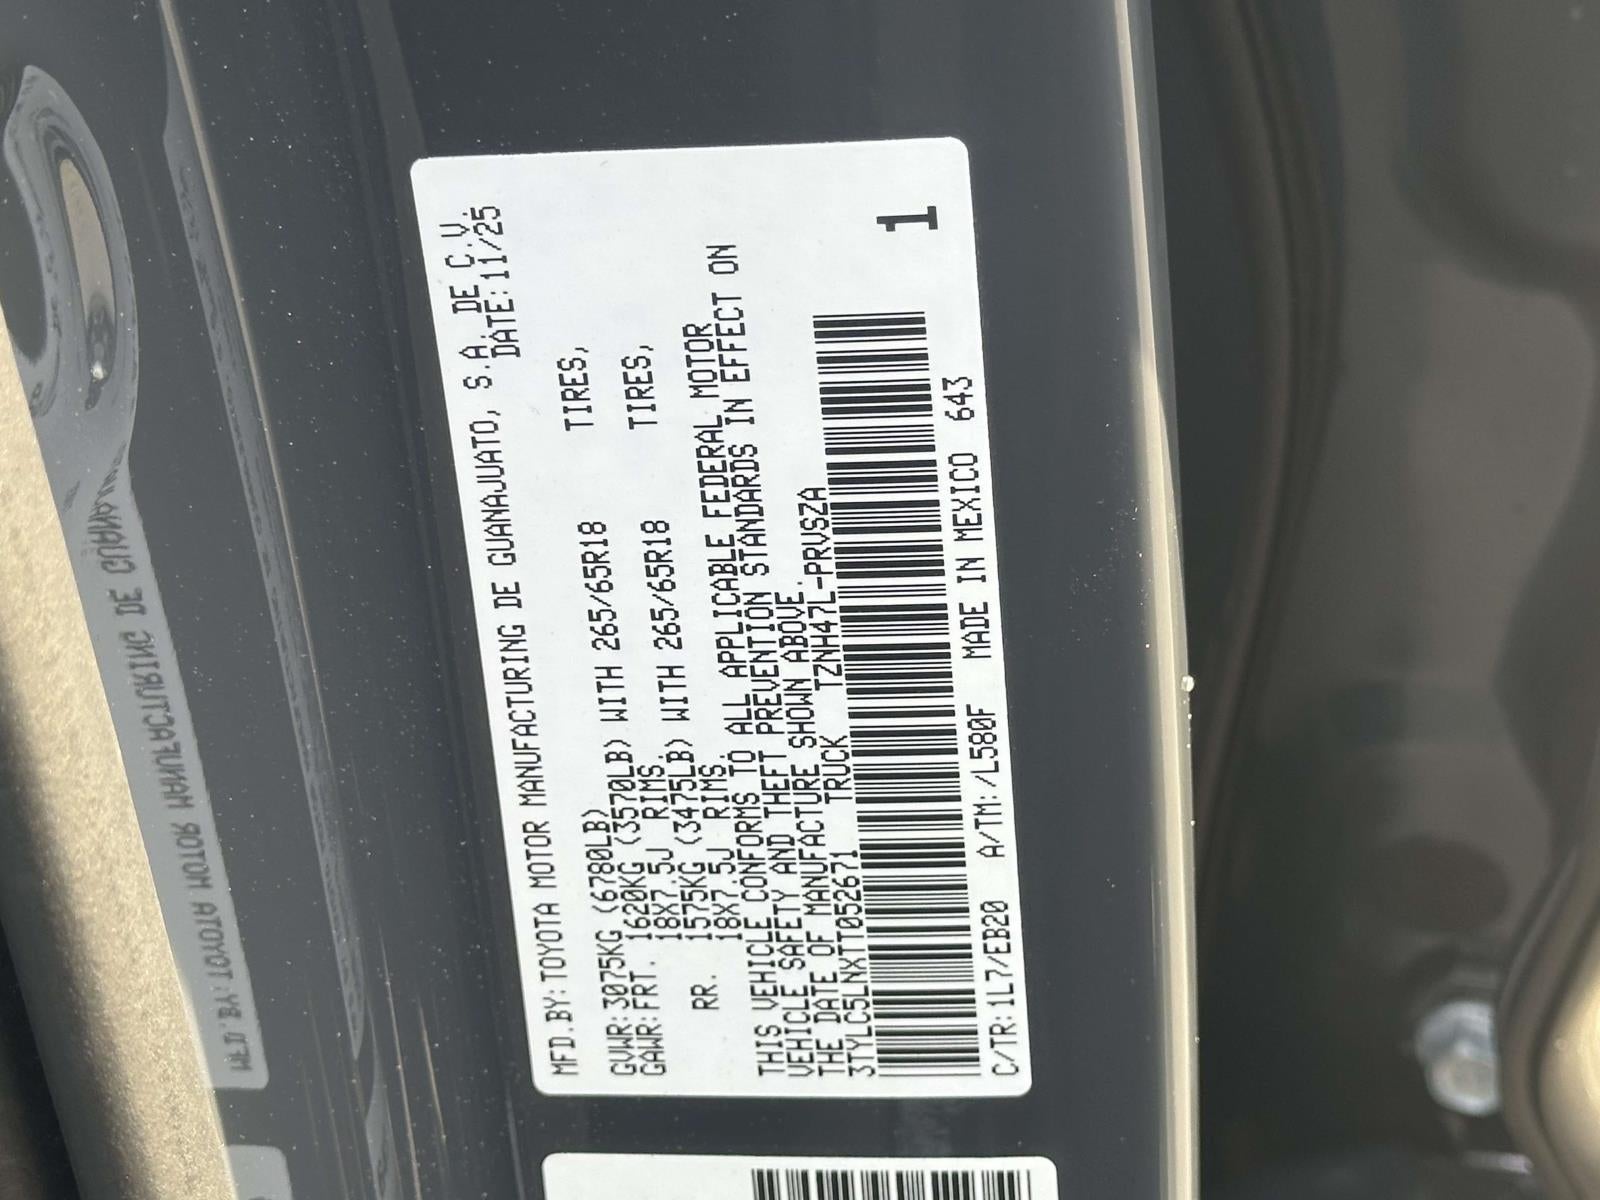 MFD.BY:TOYOTA MOTOR MANUFACTURING DE GUANAJUATO, S.A. DE C.V.
DATE:11/25
GVWR:3075KG (6780LB)
GAWR:FRT. 1620KG (3570LB) WITH 265/65R18 TIRES,
18X7.5J RIMS.
RR. 1575KG (3475LB) WITH 265/65R18 TIRES,
18X7.5J RIMS.
THIS VEHICLE CONFORMS TO ALL APPLICABLE FEDERAL MOTOR
VEHICLE SAFETY AND THEFT PREVENTION STANDARDS IN EFFECT ON
THE DATE OF MANUFACTURE SHOWN ABOVE.
3TYLC5LNXTT052671 TRUCK TZNH47L-PRVSZA
1
C/TR:1L7/EB20 A/TM:/L580F MADE IN MEXICO 643
MFD.BY:TOYOTA MOTOR MANUFACTURING DE GUANA